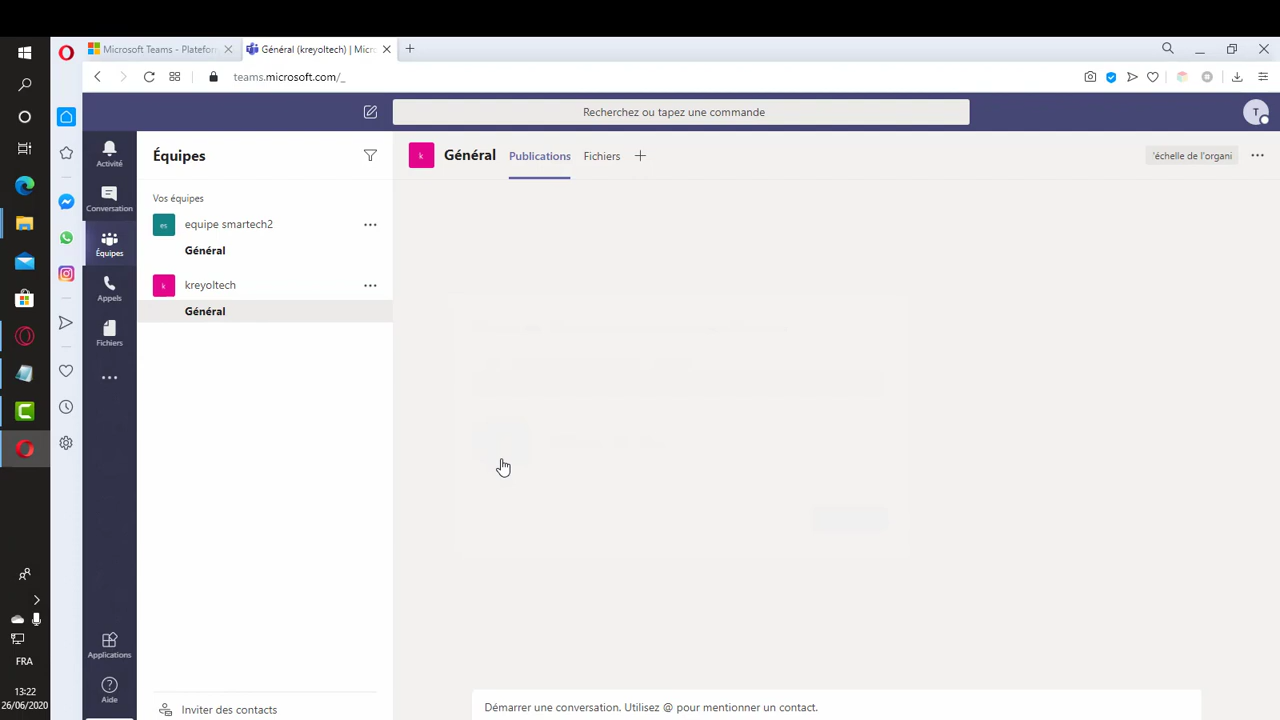 Microsoft Teams - Platefor
Général (kreyoltech) | Micro
teams.microsoft.com/_
Recherchez ou tapez une commande
T
Activité
Conversation
Équipes
Appels
Fichiers
Applications
Aide
Équipes
Vos équipes
es
equipe smartech2
Général
k
kreyoltech
Général
Inviter des contacts
k
Général
Publications
Fichiers
'échelle de l'organi
Démarrer une conversation. Utilisez @ pour mentionner un contact.
FRA
13:22
26/06/2020